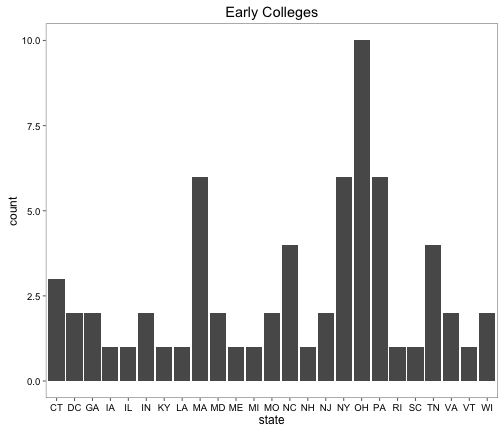 Early Colleges
10.0
7.5
5.0
2.5
0.0
count
CT DC GA IA IL IN KY LA MA MD ME MI MO NC NH NJ NY OH PA RI SC TN VA VT WI
state